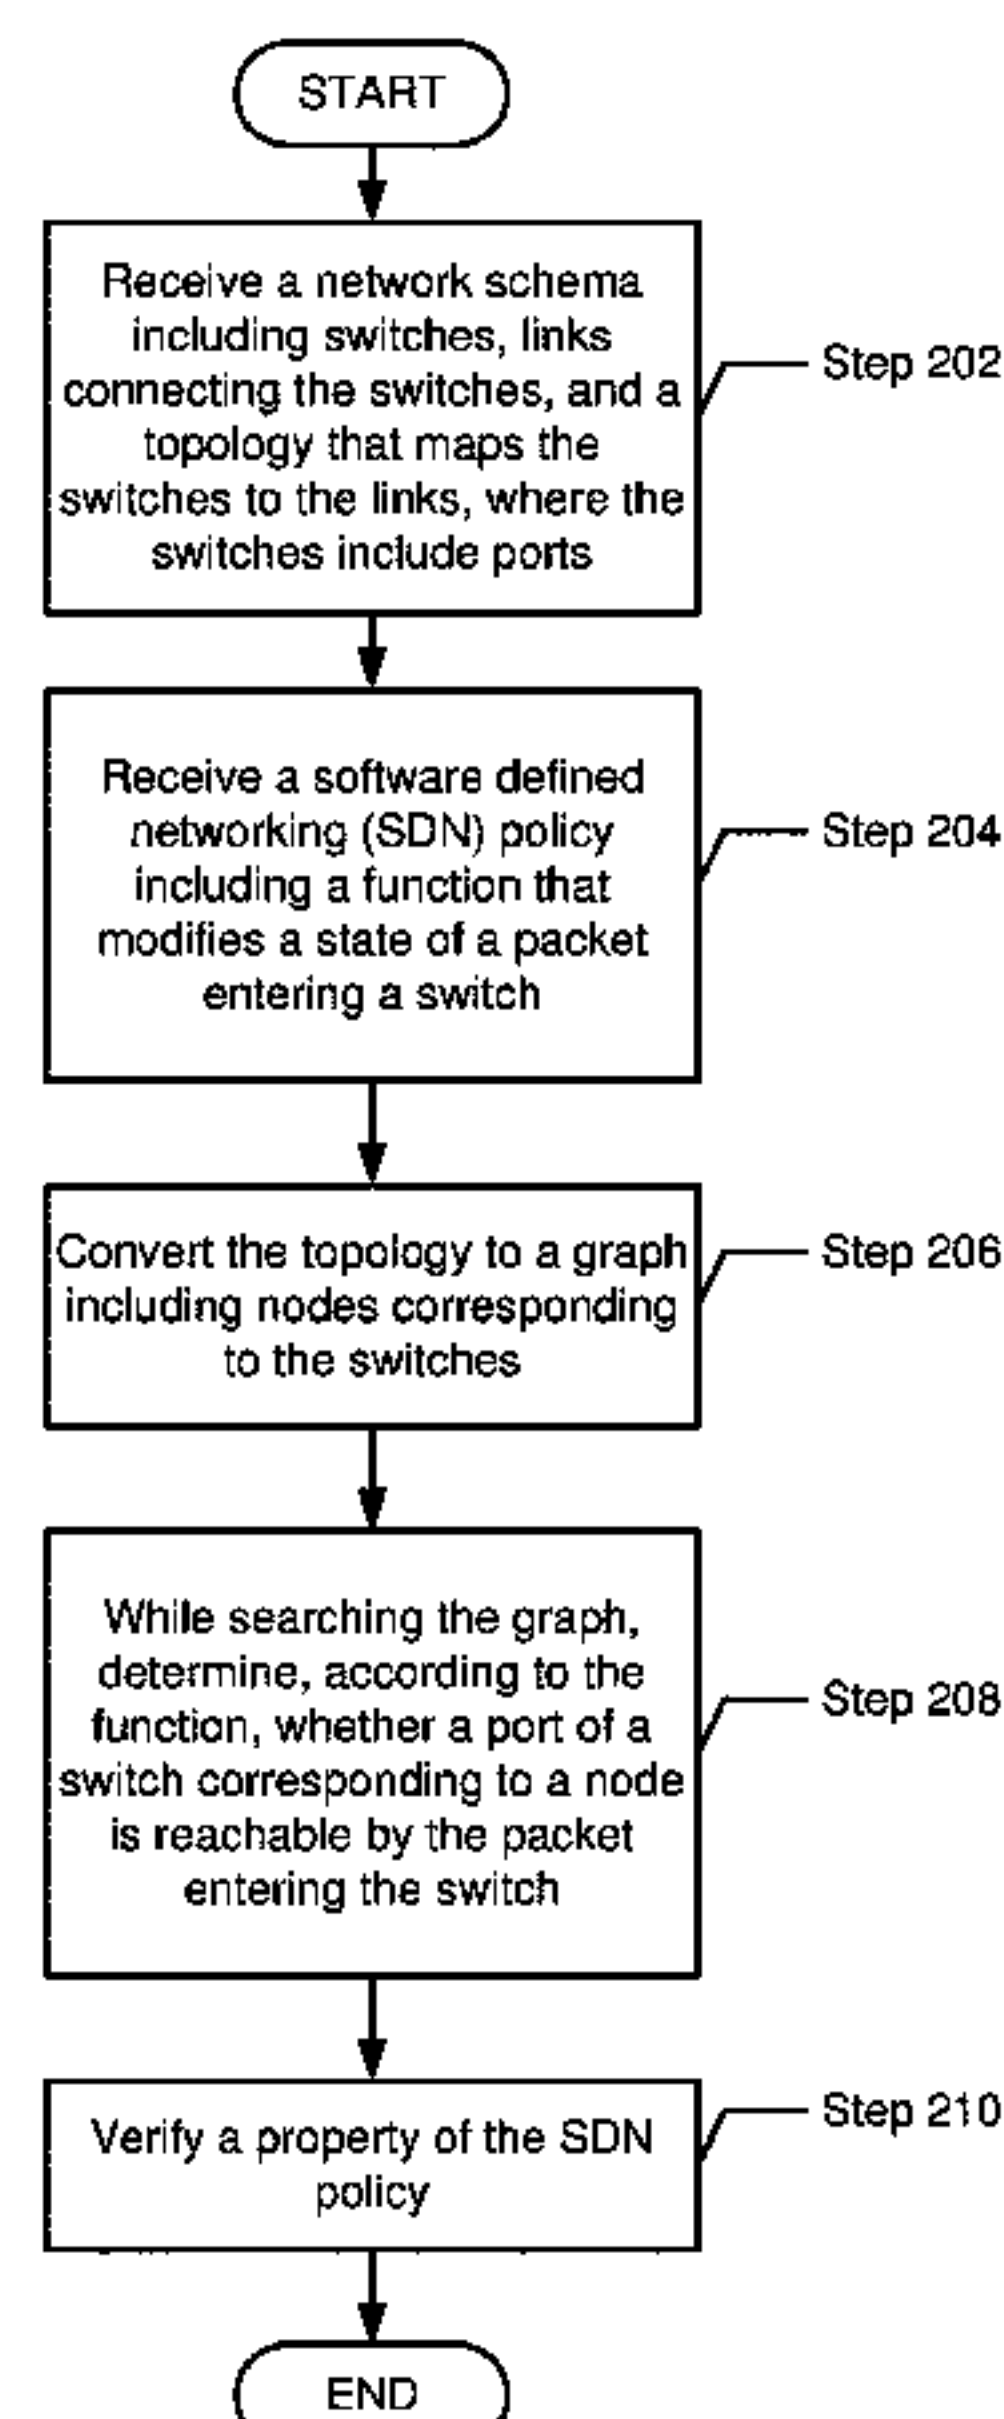 START
Receive a network schema
including switches, links
connecting the switches, and a
topology that maps the
switches to the links, where the
switches include ports
Step 202
Receive a software defined
networking (SDN) policy
including a function that
modifies a state of a packet
entering a switch
Step 204
Convert the topology to a graph
including nodes corresponding
to the switches
Step 206
While searching the graph,
determine, according to the
function, whether a port of a
switch corresponding to a node
is reachable by the packet
entering the switch
Step 208
Verify a property of the SDN
policy
Step 210
END